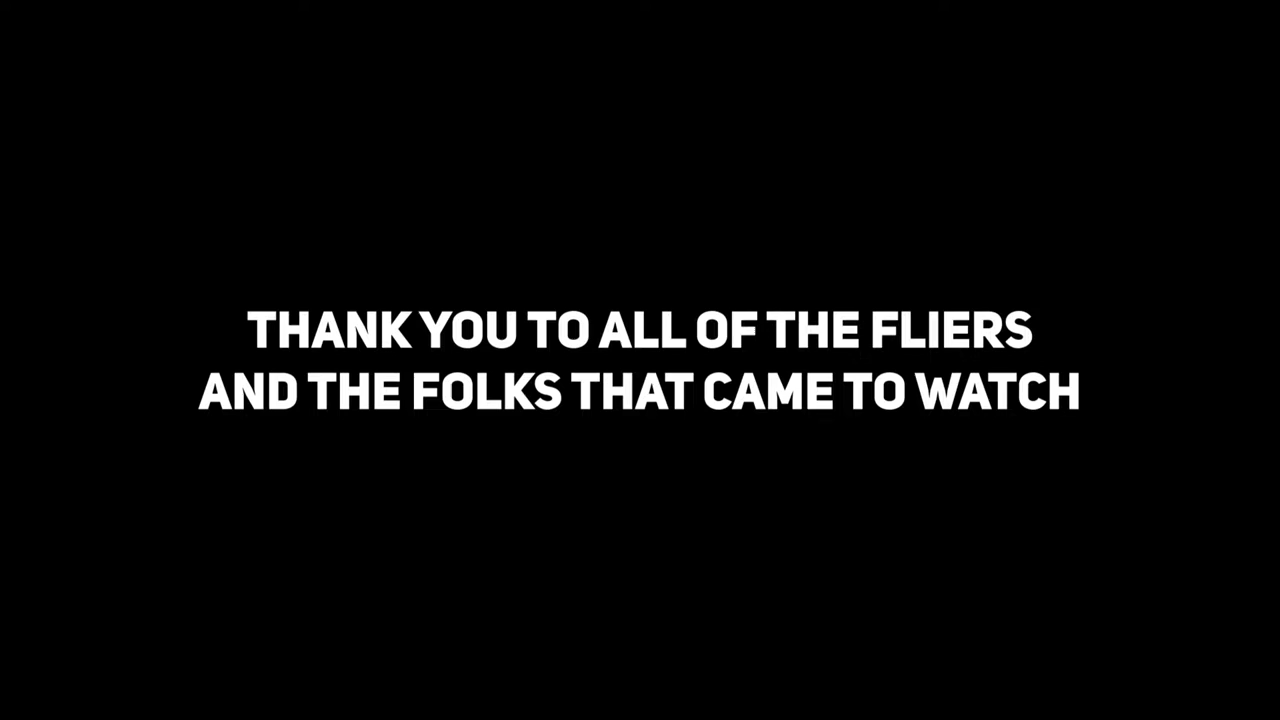 THANK YOU TO ALL OF THE FLIERS
AND THE FOLKS THAT CAME TO WATCH